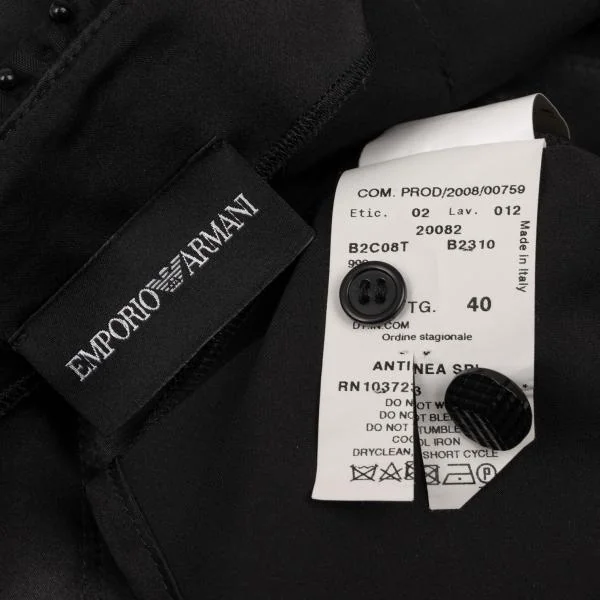 EMPORIO ARMANI
COM. PROD/2008/00759
Etic. 02 Lav. 012
20082
B2C08T B2310
Made in Italy
TG. 40
Ordine stagionale
ANTINEA SRL
RN103723
DO NOT
DO NOT
DO NOT TUMBLE
COOL IRON
DRYCLEAN, SHORT CYCLE